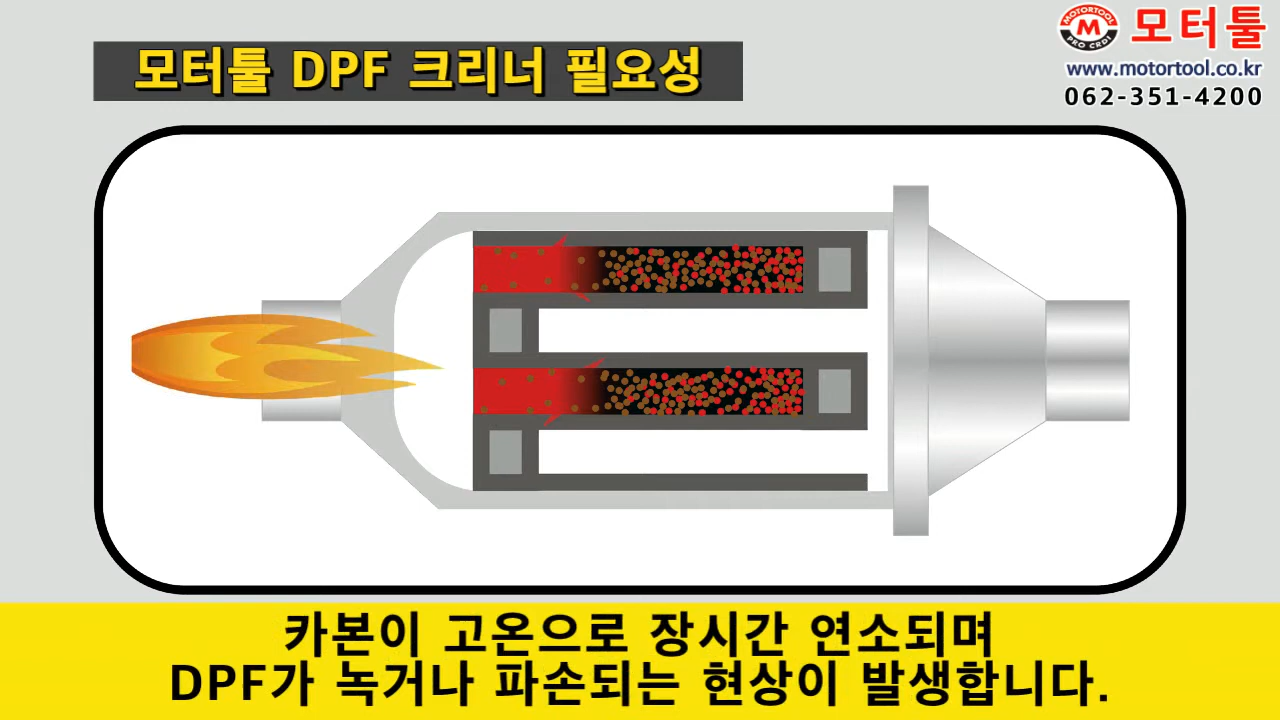 모터툴 DPF 크리너 필요성
MOTORTOOL
M
PRO CRDI
모터툴
www.motortool.co.kr
062-351-4200
카본이 고온으로 장시간 연소되며
DPF가 녹거나 파손되는 현상이 발생합니다.